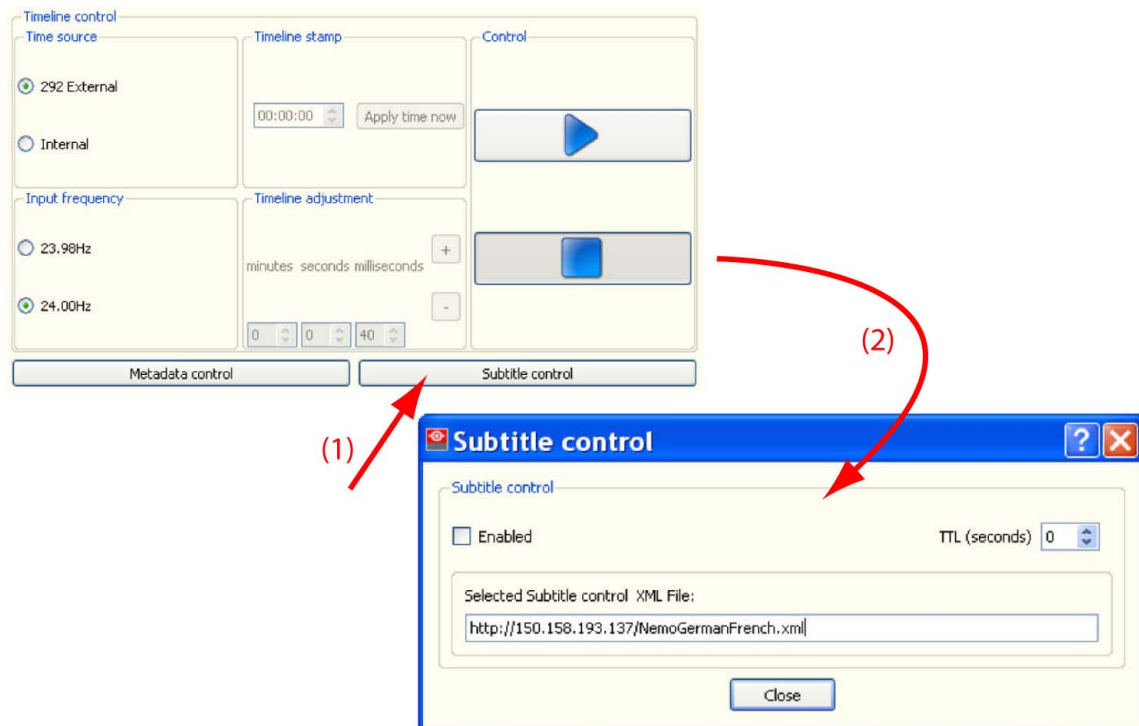 Timeline control
Time source
292 External
Internal
Timeline stamp
00:00:00
Apply time now
Control
Input frequency
23.98Hz
24.00Hz
Timeline adjustment
+
minutes seconds milliseconds
-
0 0 40
Metadata control
Subtitle control
(1)
(2)
Subtitle control
?
Subtitle control
Enabled
TTL (seconds) 0
Selected Subtitle control XML File:
http://150.158.193.137/NemoGermanFrench.xml
Close